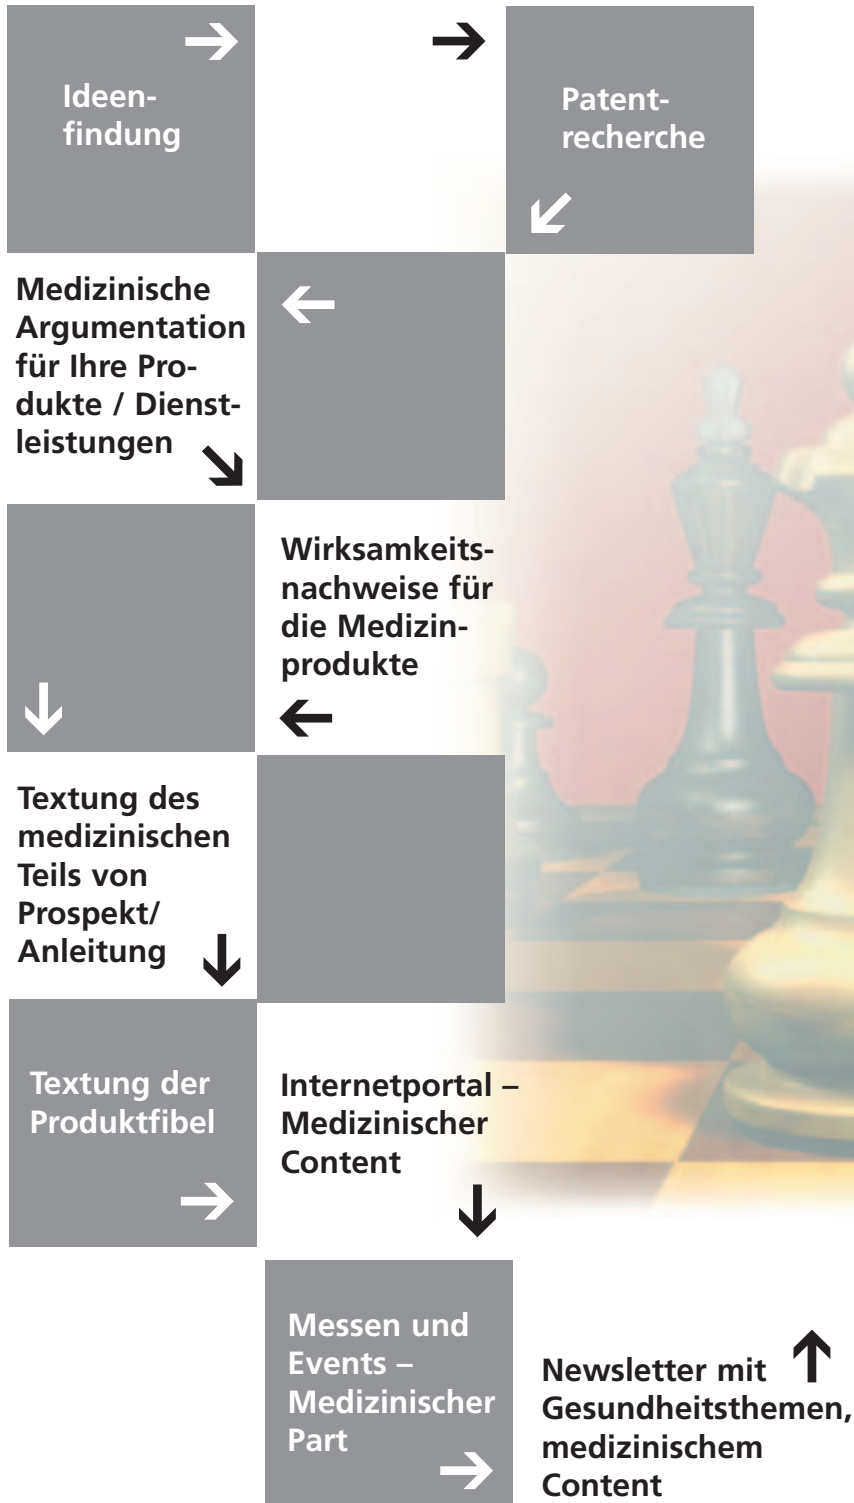 Ideen-
findung
Patent-
recherche
Medizinische
Argumentation
für Ihre Pro-
dukte / Dienst-
leistungen
Wirksamkeits-
nachweise für
die Medizin-
produkte
Textung des
medizinischen
Teils von
Prospekt/
Anleitung
Textung der
Produktfibel
Internetportal –
Medizinischer
Content
Messen und
Events –
Medizinischer
Part
Newsletter mit
Gesundheitsthemen,
medizinischem
Content